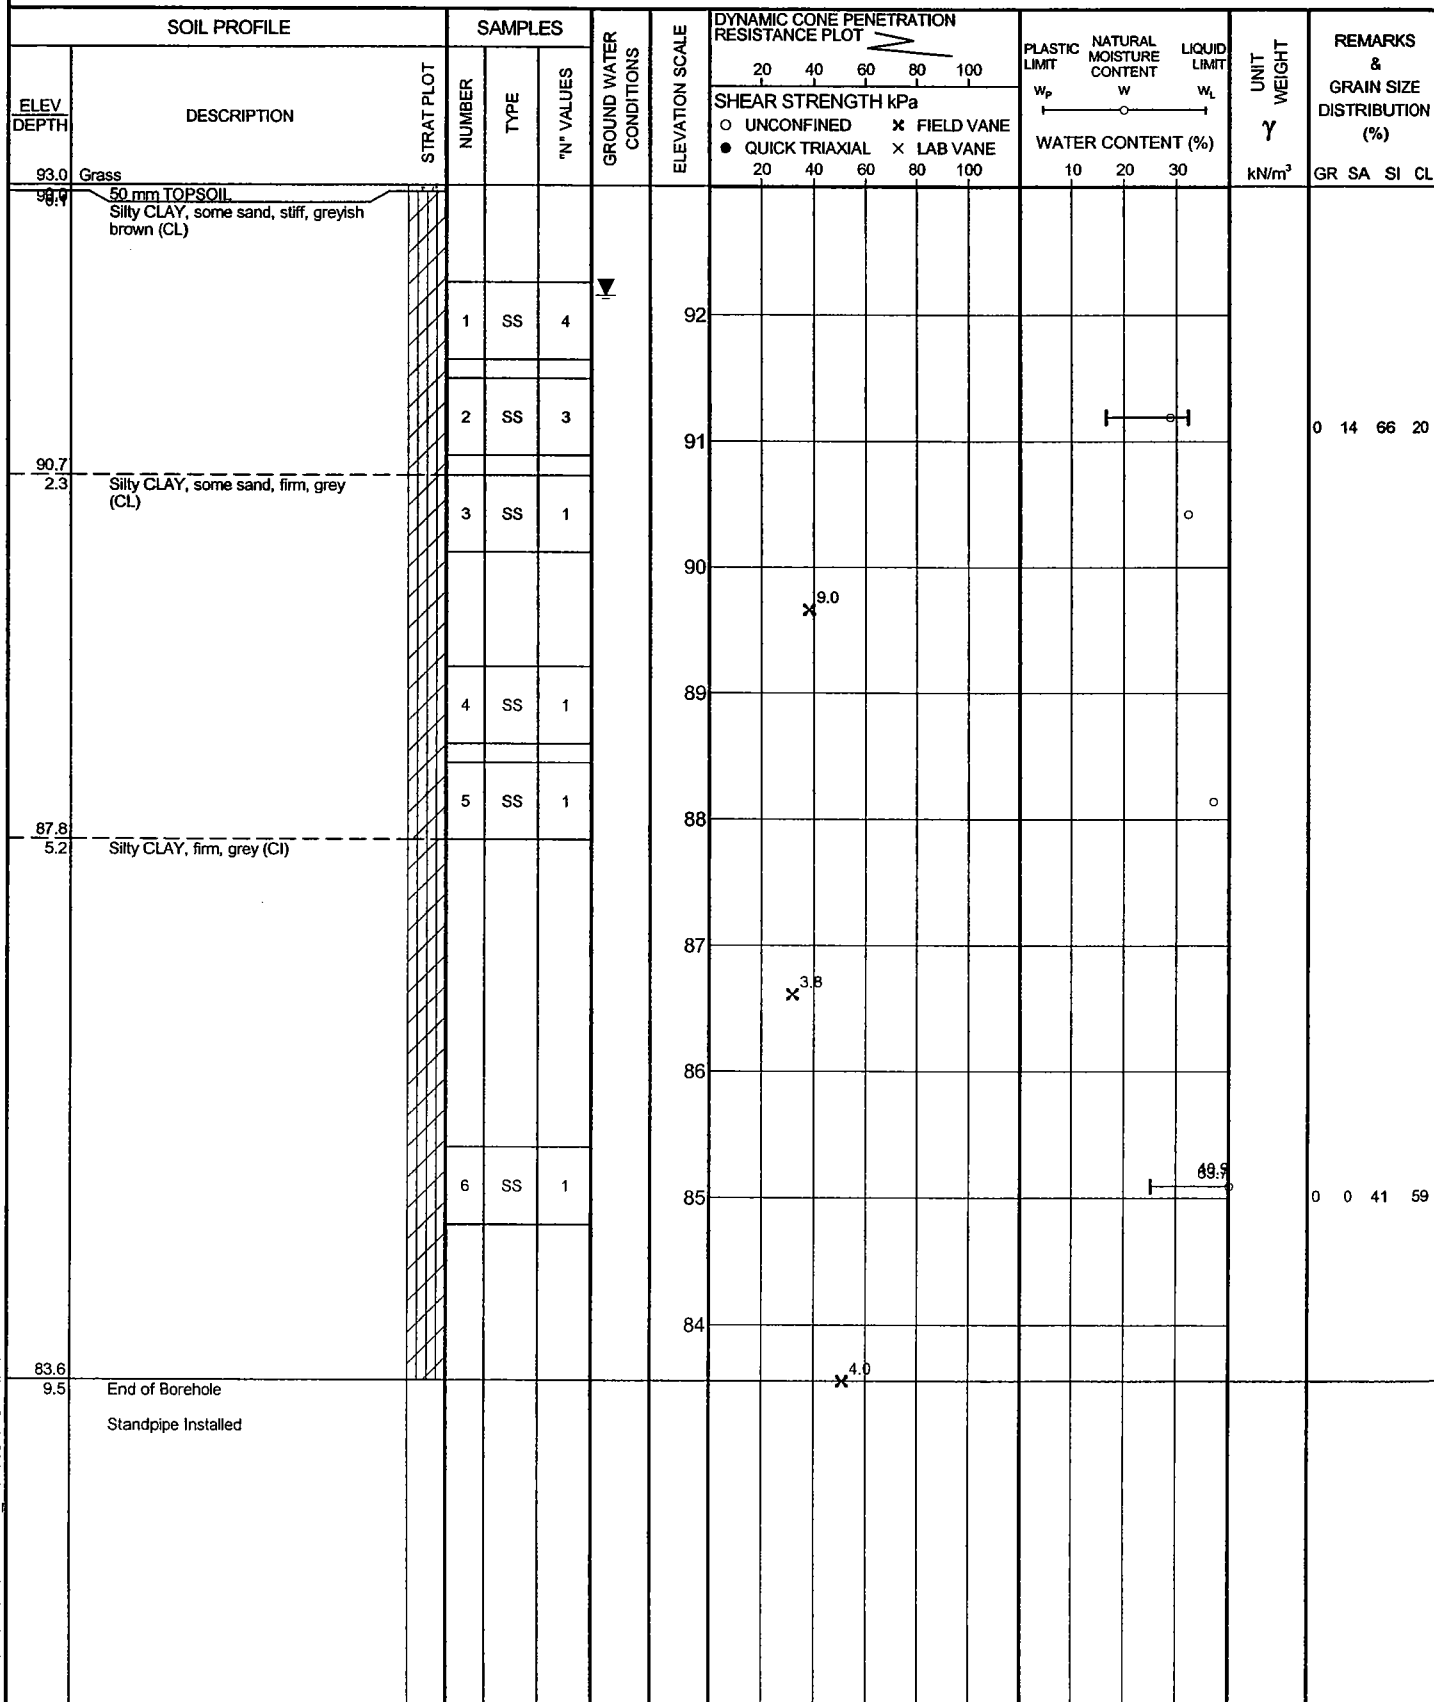 SOIL PROFILE
SAMPLES
GROUND WATER CONDITIONS
ELEVATION SCALE
DYNAMIC CONE PENETRATION
RESISTANCE PLOT
20 40 60 80 100
SHEAR STRENGTH kPa
○ UNCONFINED × FIELD VANE
● QUICK TRIAXIAL × LAB VANE
20 40 60 80 100
PLASTIC LIMIT
NATURAL MOISTURE CONTENT
LIQUID LIMIT
WP W WL
WATER CONTENT (%)
10 20 30
UNIT WEIGHT
γ
kN/m³
REMARKS
&
GRAIN SIZE
DISTRIBUTION
(%)
GR SA SI CL
ELEV
DEPTH
DESCRIPTION
STRAT PLOT
NUMBER
TYPE
"N" VALUES
93.0 Grass
50 mm TOPSOIL
Silty CLAY, some sand, stiff, greyish
brown (CL)
1 SS 4
92
2 SS 3
0 14 66 20
91
90.7
2.3 Silty CLAY, some sand, firm, grey
(CL)
3 SS 1
90
9.0
89
4 SS 1
5 SS 1
88
87.8
5.2 Silty CLAY, firm, grey (CI)
87
3.8
86
6 SS 1
85
0 0 41 59
84
83.6
4.0
9.5 End of Borehole
Standpipe Installed